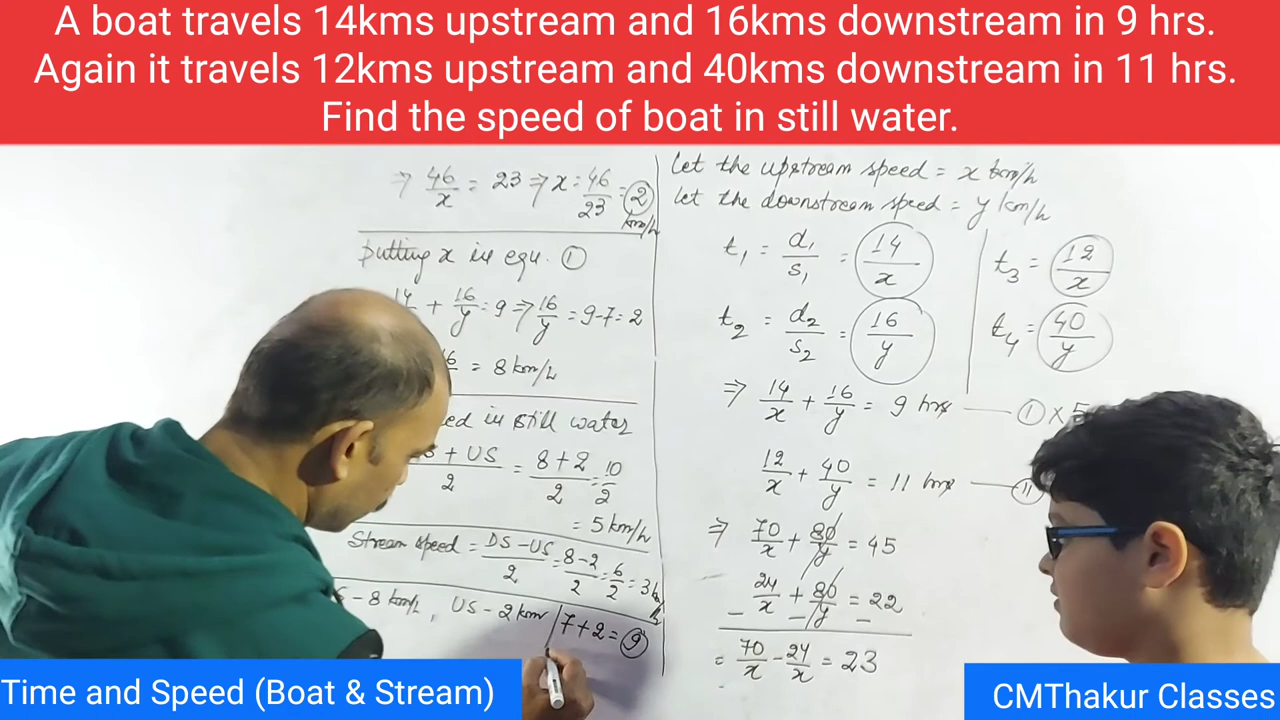 A boat travels 14kms upstream and 16kms downstream in 9 hrs.
Again it travels 12kms upstream and 40kms downstream in 11 hrs.
Find the speed of boat in still water.
let the upstream speed = x km/h
let the downstream speed = y km/h
t₁ = d₁/s₁ = 14/x
t₂ = d₂/s₂ = 16/y
t₃ = 12/x
t₄ = 40/y
⇒ 14/x + 16/y = 9 hrs — ① × 5
12/x + 40/y = 11 hrs — ⑪
⇒ 70/x + 80/y = 45
- 24/x + 80/y = 22
= 70/x - 24/x = 23
⇒ 46/x = 23 ⇒ x = 46/23 = 2 km/h
putting x in equ. ①
14 + 16/y = 9 ⇒ 16/y = 9-7 = 2
= 8 km/h
in still water
+ US/2 = 8+2/2 = 10/2
= 5 km/h
Stream speed = DS-US/2 = 8-2/2 = 6/2 = 3
- 8 km/h, US - 2 km/ 7+2 = 9
Time and Speed (Boat & Stream)
CMThakur Classes